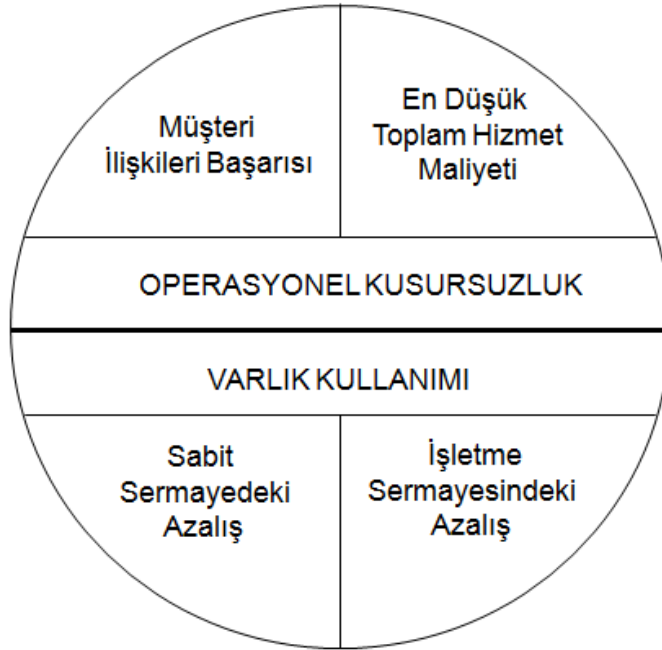 Müşteri
İlişkileri Başarısı
En Düşük
Toplam Hizmet
Maliyeti
OPERASYONEL KUSURSUZLUK
VARLIK KULLANIMI
Sabit
Sermayedeki
Azalış
İşletme
Sermayesindeki
Azalış